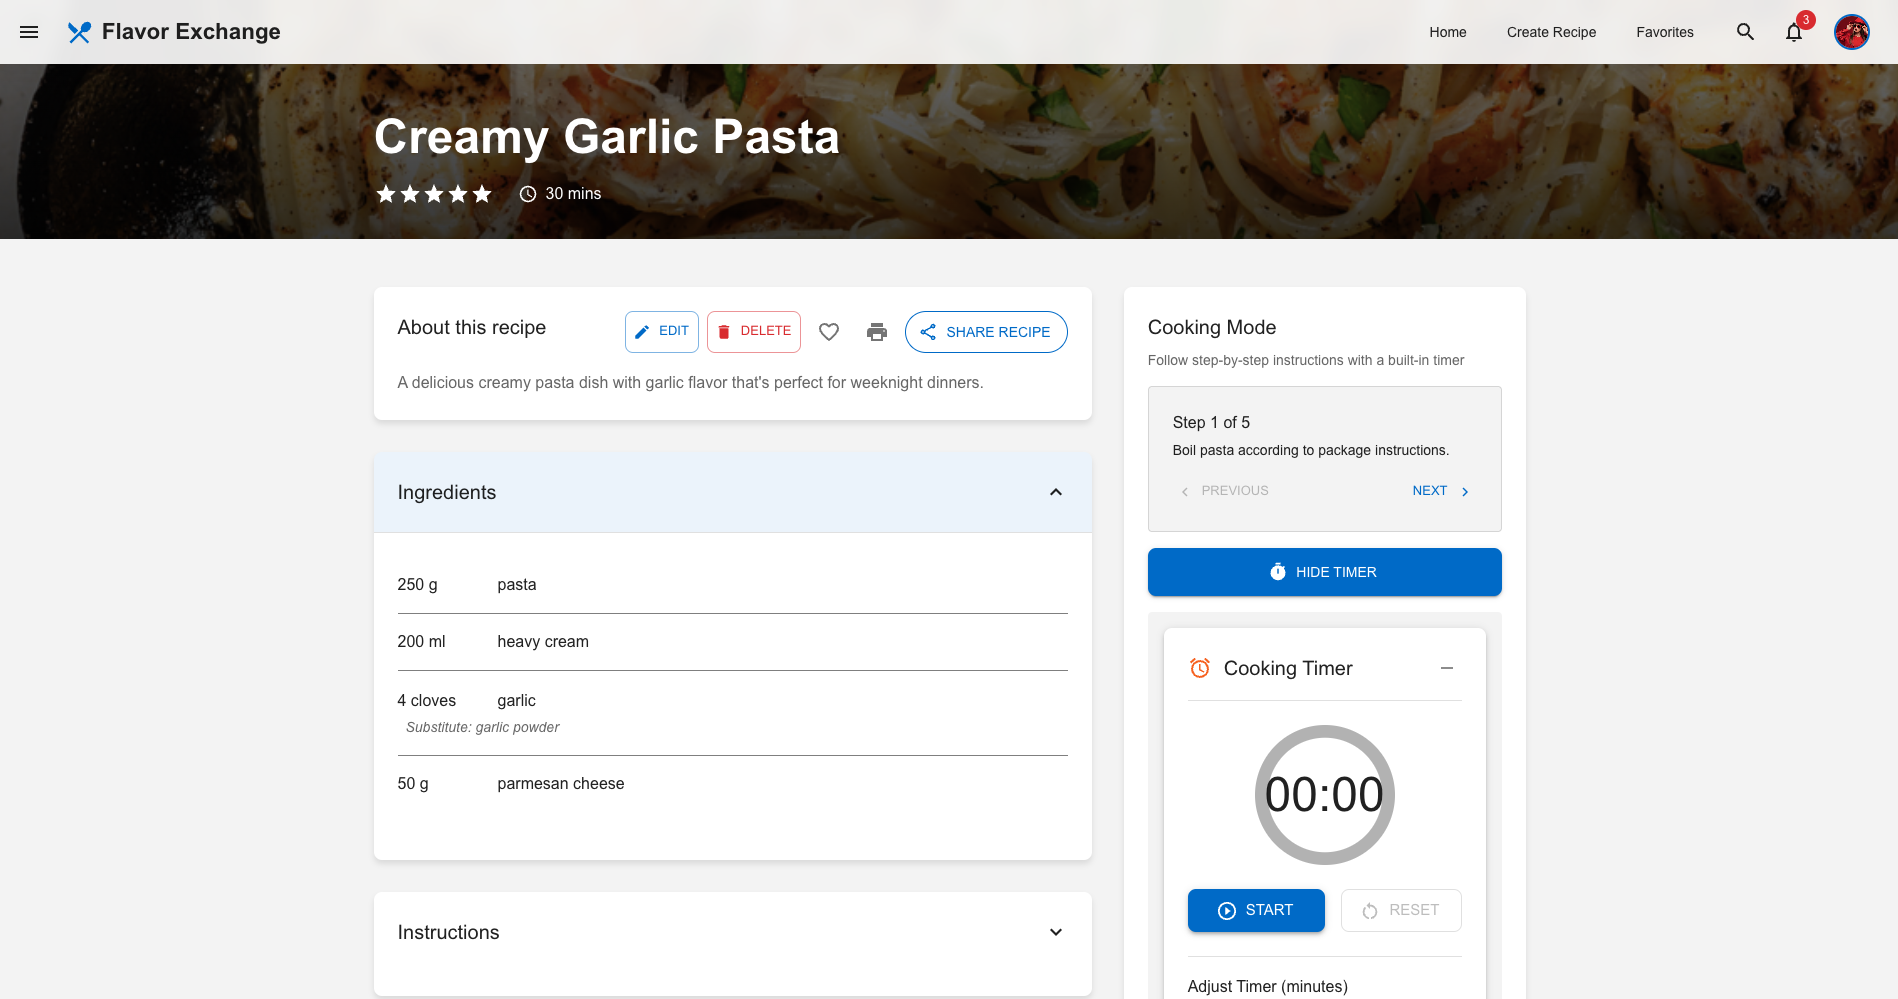 Flavor Exchange
Home
Create Recipe
Favorites
3
Creamy Garlic Pasta
30 mins
About this recipe
EDIT
DELETE
SHARE RECIPE
A delicious creamy pasta dish with garlic flavor that's perfect for weeknight dinners.
Ingredients
250 g pasta
200 ml heavy cream
4 cloves garlic
Substitute: garlic powder
50 g parmesan cheese
Instructions
Cooking Mode
Follow step-by-step instructions with a built-in timer
Step 1 of 5
Boil pasta according to package instructions.
PREVIOUS
NEXT
HIDE TIMER
Cooking Timer
00:00
START
RESET
Adjust Timer (minutes)